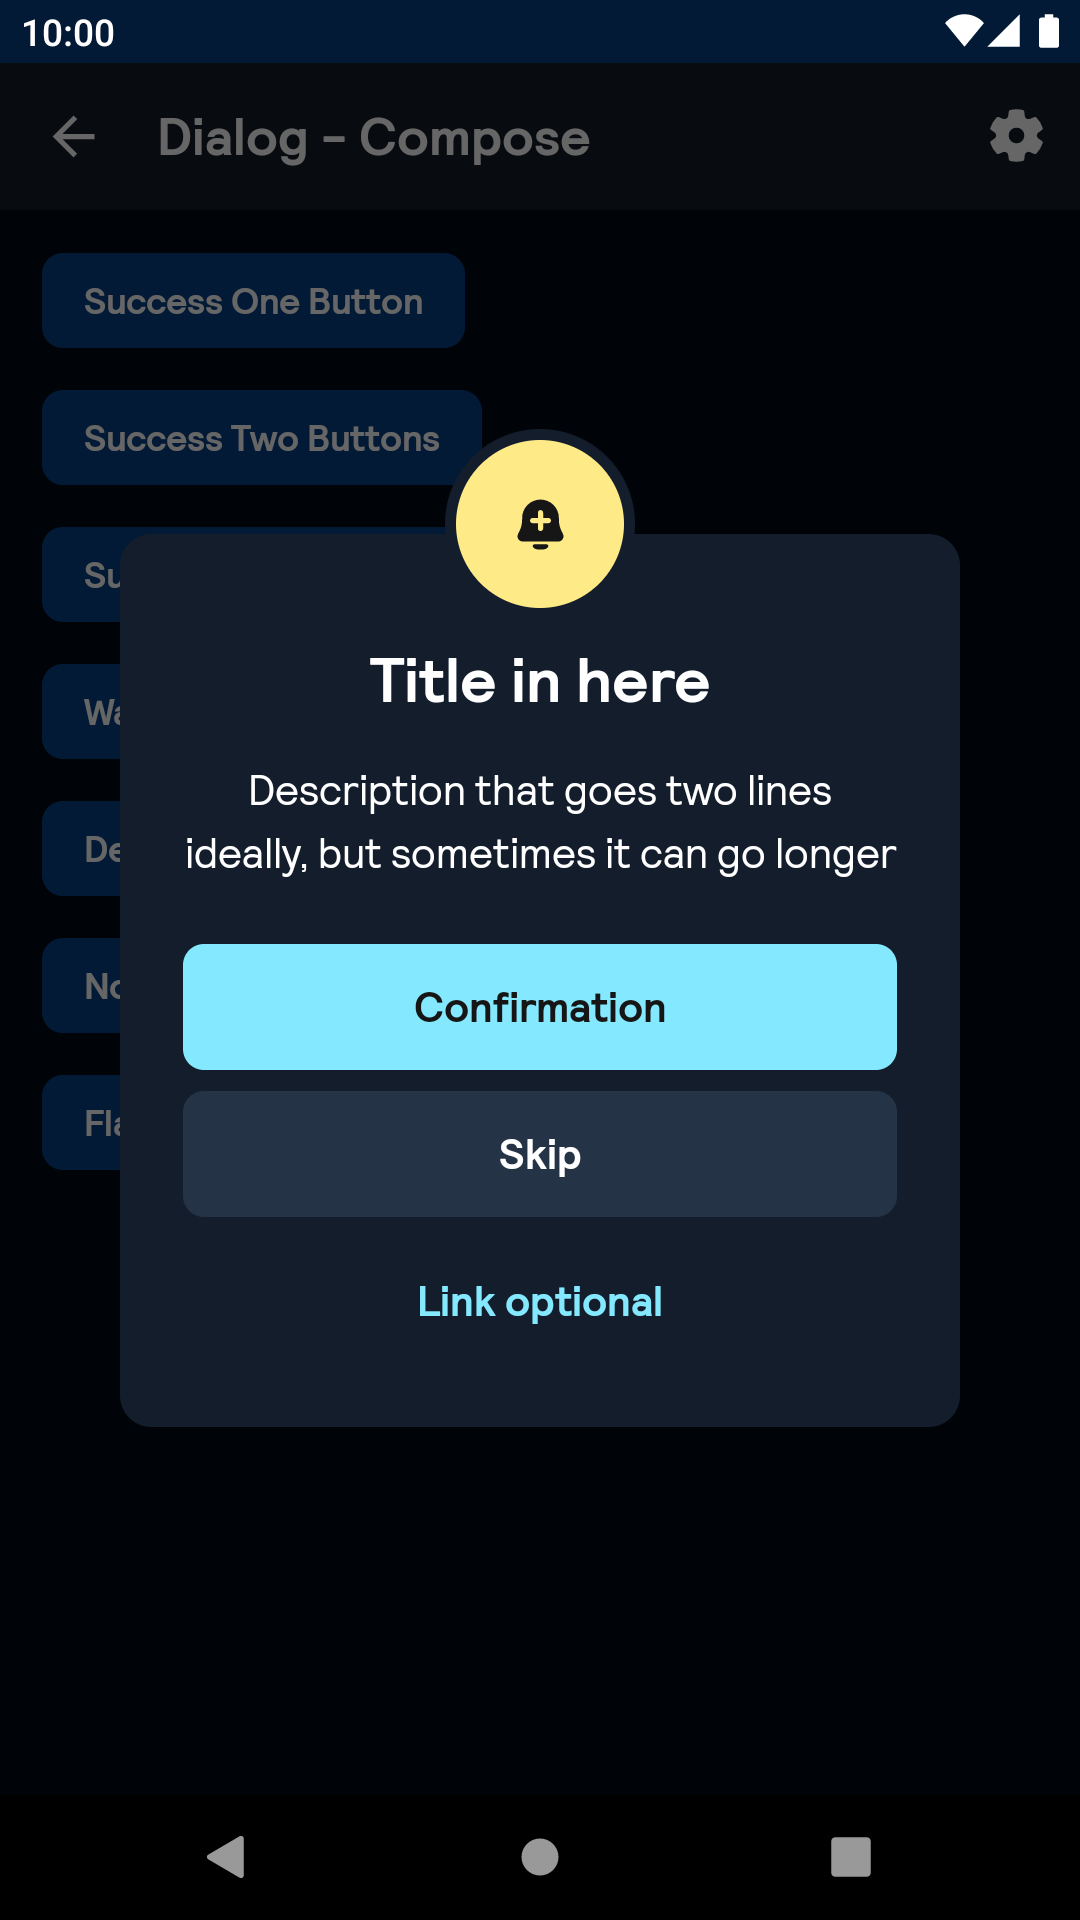 10:00
Dialog - Compose
Success One Button
Success Two Buttons
Title in here
Description that goes two lines
ideally, but sometimes it can go longer
Confirmation
Skip
Link optional